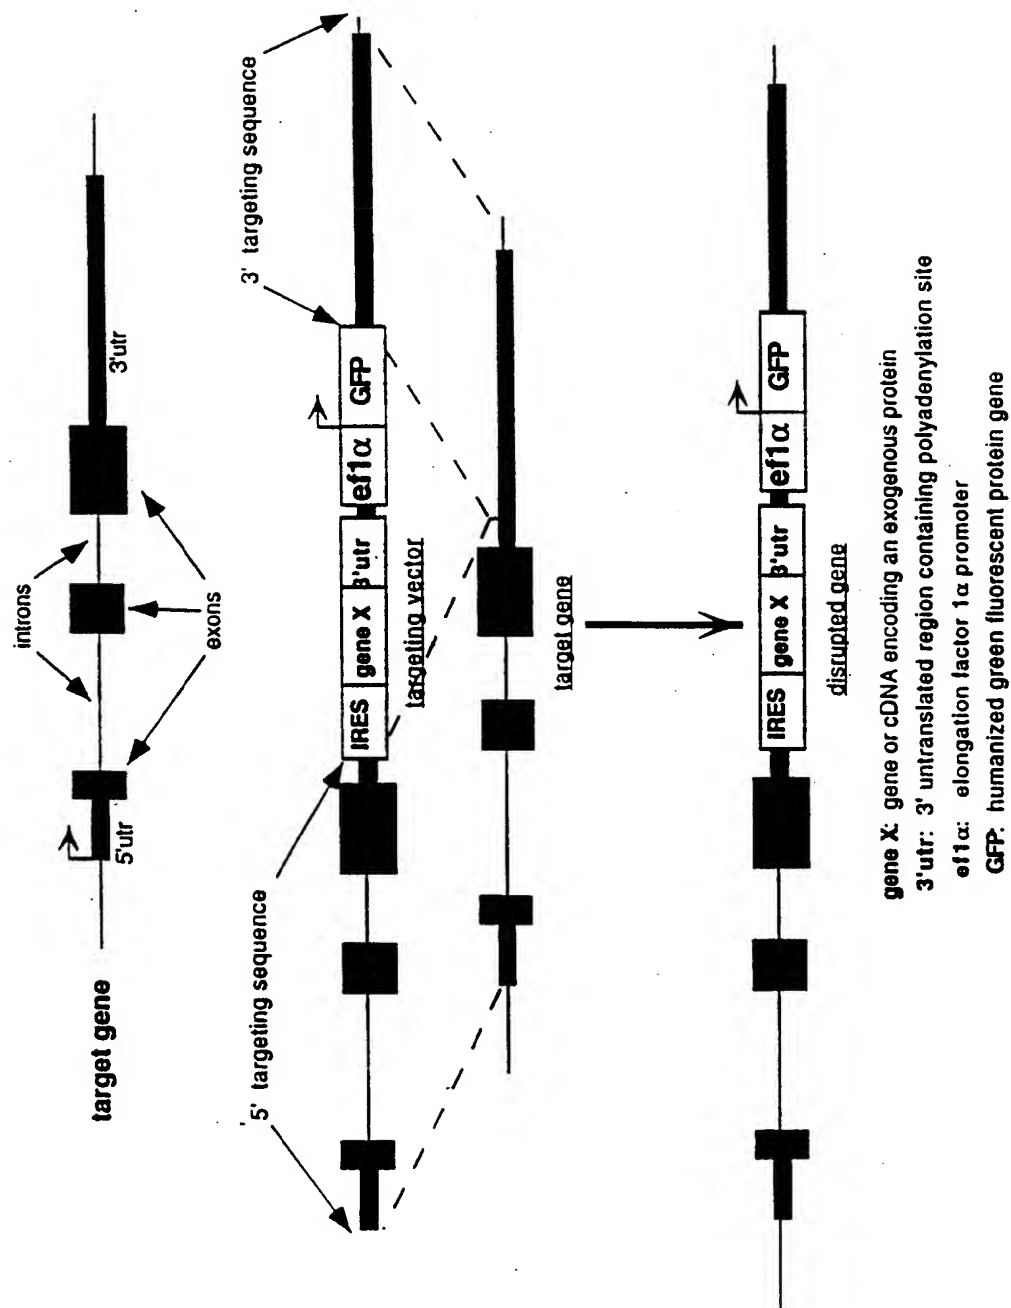 target gene
5'utr
introns
exons
3'utr
5' targeting sequence
3' targeting sequence
IRES gene X 3'utr ef1α GFP
targeting vector
target gene
IRES gene X 3'utr ef1α GFP
disrupted gene
gene X: gene or cDNA encoding an exogenous protein
3'utr: 3' untranslated region containing polyadenylation site
ef1α: elongation factor 1α promoter
GFP: humanized green fluorescent protein gene